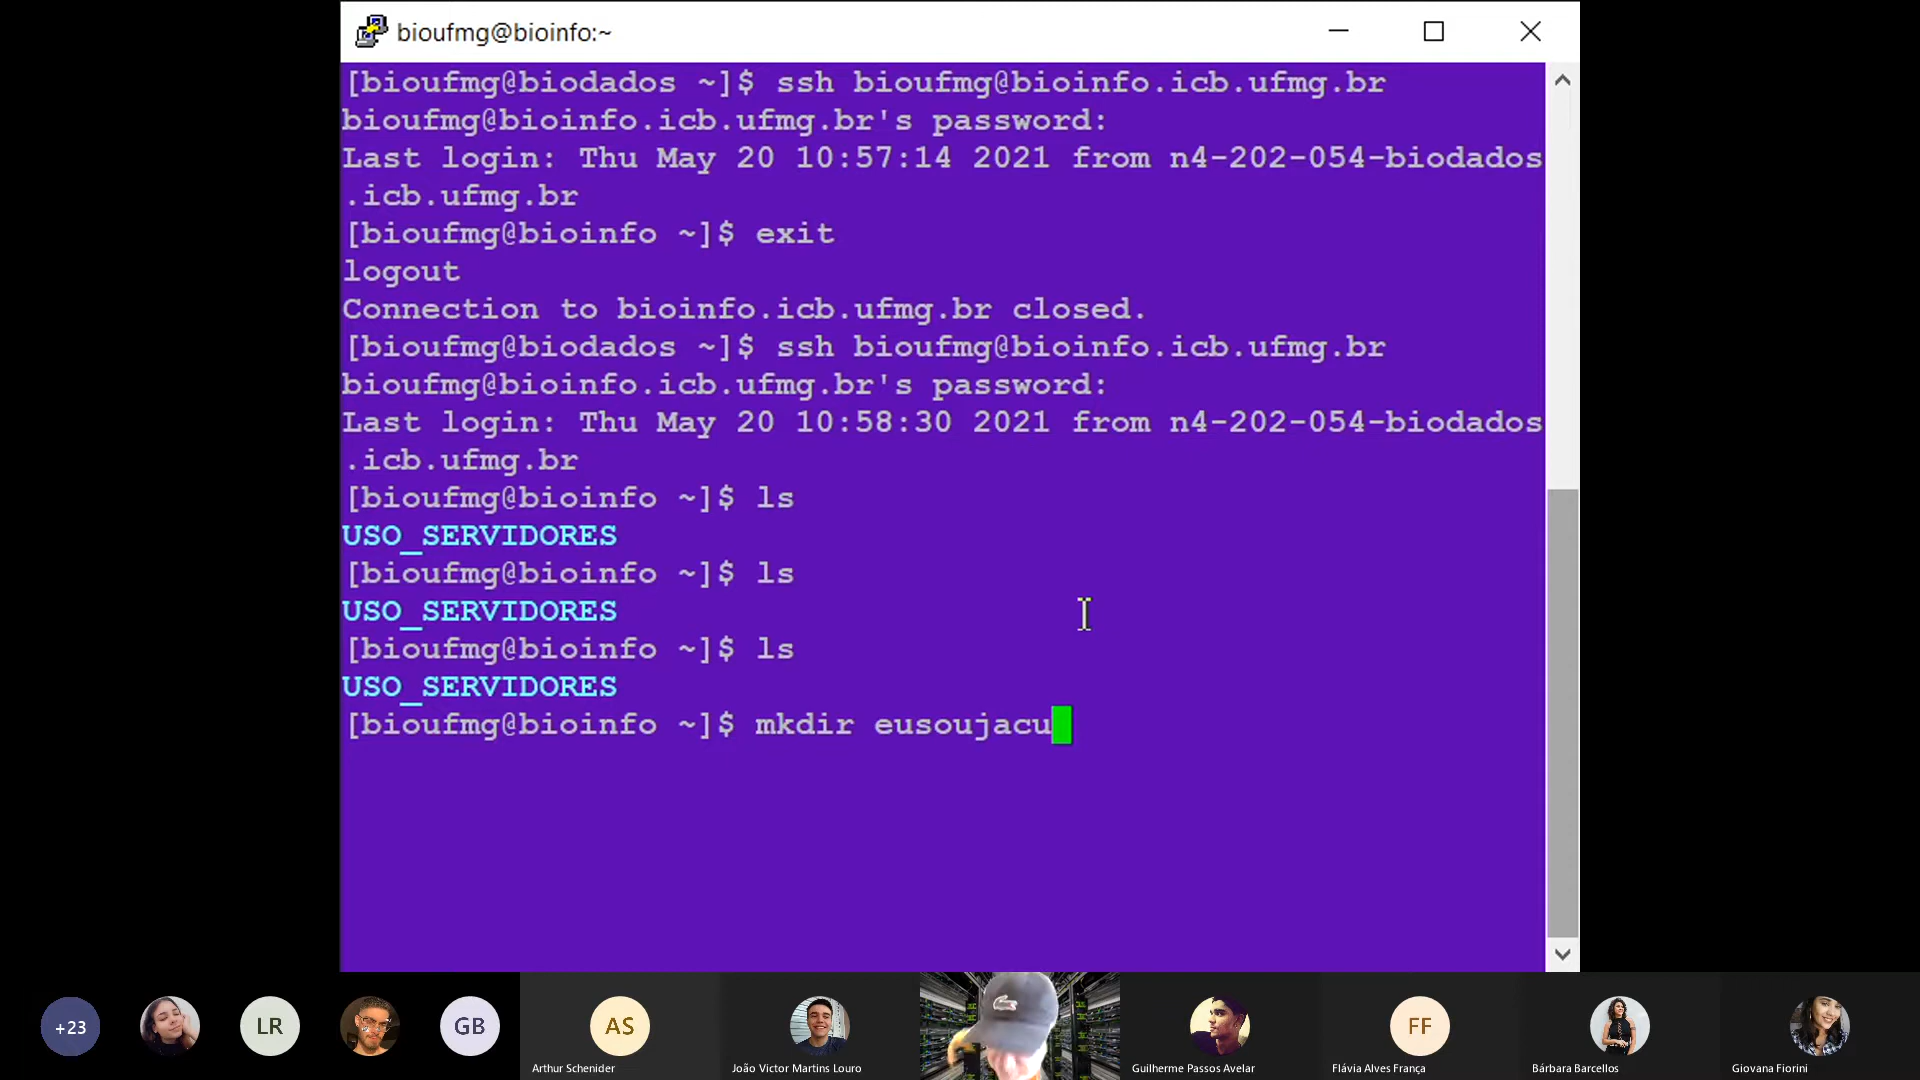 bioufmg@bioinfo:~
[bioufmg@biodados ~]$ ssh bioufmg@bioinfo.icb.ufmg.br
bioufmg@bioinfo.icb.ufmg.br's password:
Last login: Thu May 20 10:57:14 2021 from n4-202-054-biodados
.icb.ufmg.br
[bioufmg@bioinfo ~]$ exit
logout
Connection to bioinfo.icb.ufmg.br closed.
[bioufmg@biodados ~]$ ssh bioufmg@bioinfo.icb.ufmg.br
bioufmg@bioinfo.icb.ufmg.br's password:
Last login: Thu May 20 10:58:30 2021 from n4-202-054-biodados
.icb.ufmg.br
[bioufmg@bioinfo ~]$ ls
USO_SERVIDORES
[bioufmg@bioinfo ~]$ ls
USO_SERVIDORES
[bioufmg@bioinfo ~]$ ls
USO_SERVIDORES
[bioufmg@bioinfo ~]$ mkdir eusoujacu
+23
LR
GB
AS
FF
Arthur Schenider
João Victor Martins Louro
Guilherme Passos Avelar
Flávia Alves França
Bárbara Barcellos
Giovana Fiorini